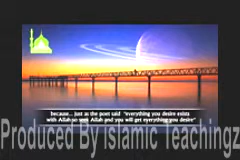 because... just as the poet said "everything you desire exists
with Allah so seek Allah and you will get eyerything you desire"
Produced By Islamic Teachingz